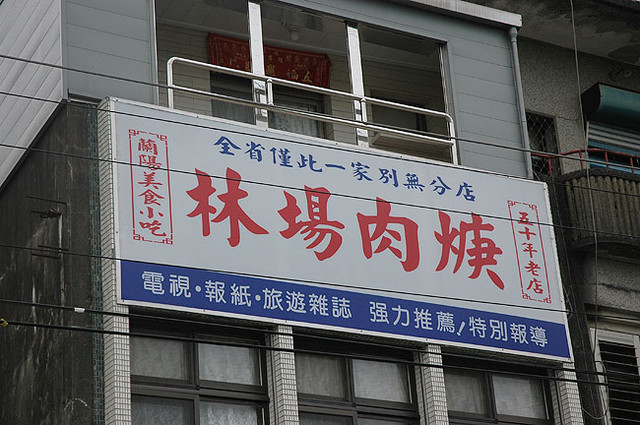 全省僅此一家別無分店
蘭陽美食小吃
林場肉焿
五十年老店
電視·報紙·旅遊雜誌 強力推薦!特別報導